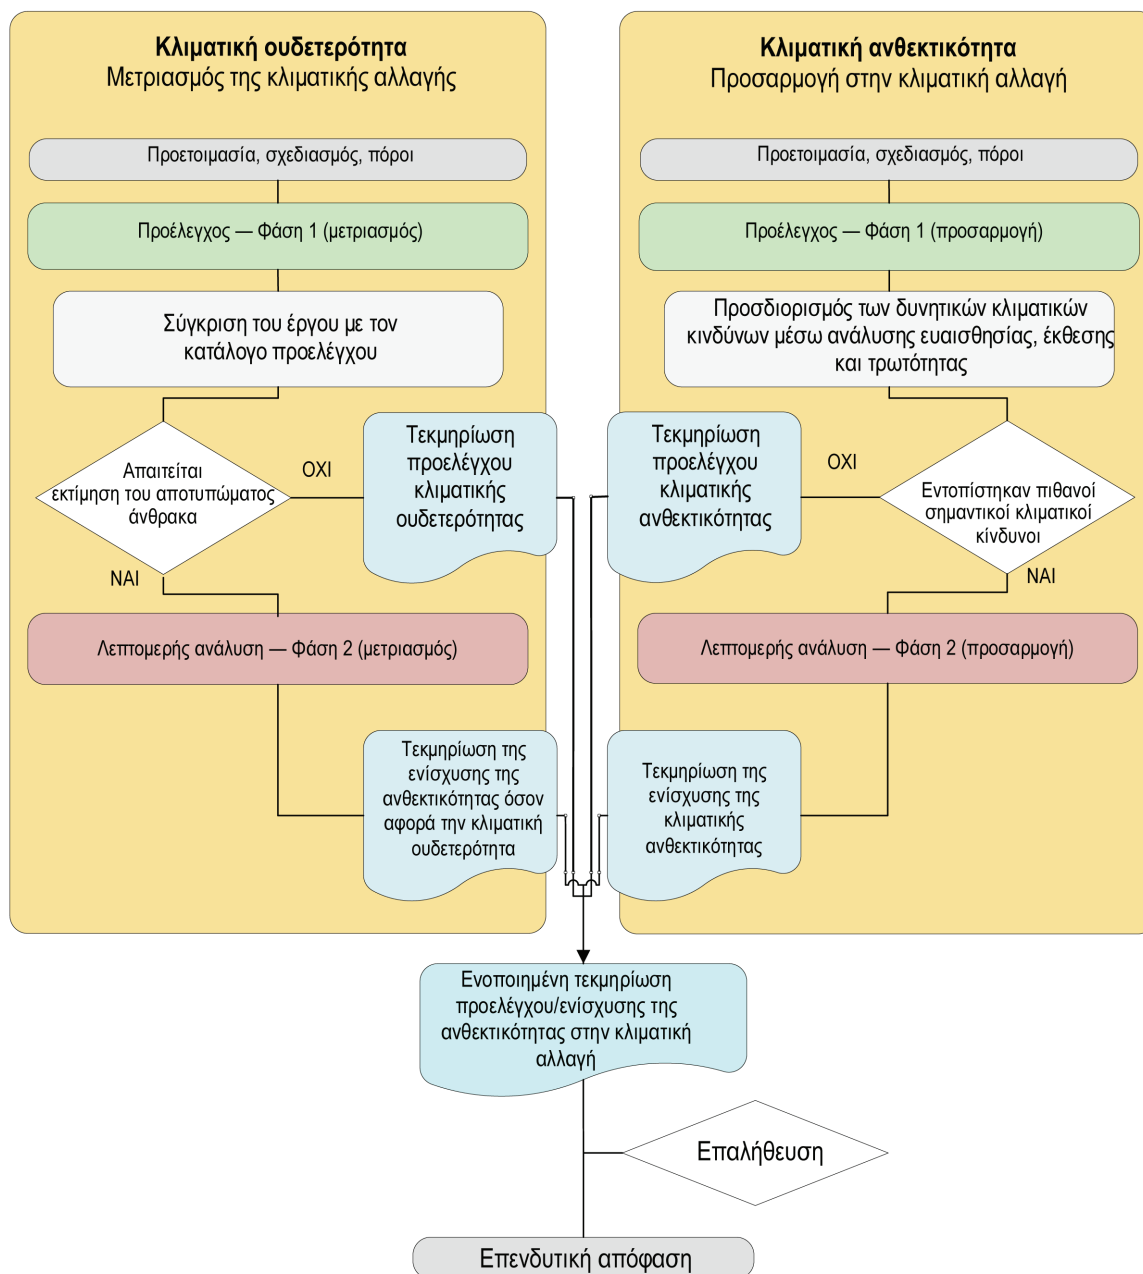 Κλιματική ουδετερότητα
Μετριασμός της κλιματικής αλλαγής
Προετοιμασία, σχεδιασμός, πόροι
Προέλεγχος — Φάση 1 (μετριασμός)
Σύγκριση του έργου με τον
κατάλογο προελέγχου
Απαιτείται
εκτίμηση του αποτυπώματος
άνθρακα
ΟΧΙ
Τεκμηρίωση
προελέγχου
κλιματικής
ουδετερότητας
ΝΑΙ
Λεπτομερής ανάλυση — Φάση 2 (μετριασμός)
Τεκμηρίωση της
ενίσχυσης της
ανθεκτικότητας όσον
αφορά την κλιματική
ουδετερότητα
Κλιματική ανθεκτικότητα
Προσαρμογή στην κλιματική αλλαγή
Προετοιμασία, σχεδιασμός, πόροι
Προέλεγχος — Φάση 1 (προσαρμογή)
Προσδιορισμός των δυνητικών κλιματικών
κινδύνων μέσω ανάλυσης ευαισθησίας, έκθεσης
και τρωτότητας
Τεκμηρίωση
προελέγχου
κλιματικής
ανθεκτικότητας
ΟΧΙ
Εντοπίστηκαν πιθανοί
σημαντικοί κλιματικοί
κίνδυνοι
ΝΑΙ
Λεπτομερής ανάλυση — Φάση 2 (προσαρμογή)
Τεκμηρίωση της
ενίσχυσης της
κλιματικής
ανθεκτικότητας
Ενοποιημένη τεκμηρίωση
προελέγχου/ενίσχυσης της
ανθεκτικότητας στην κλιματική
αλλαγή
Επαλήθευση
Επενδυτική απόφαση